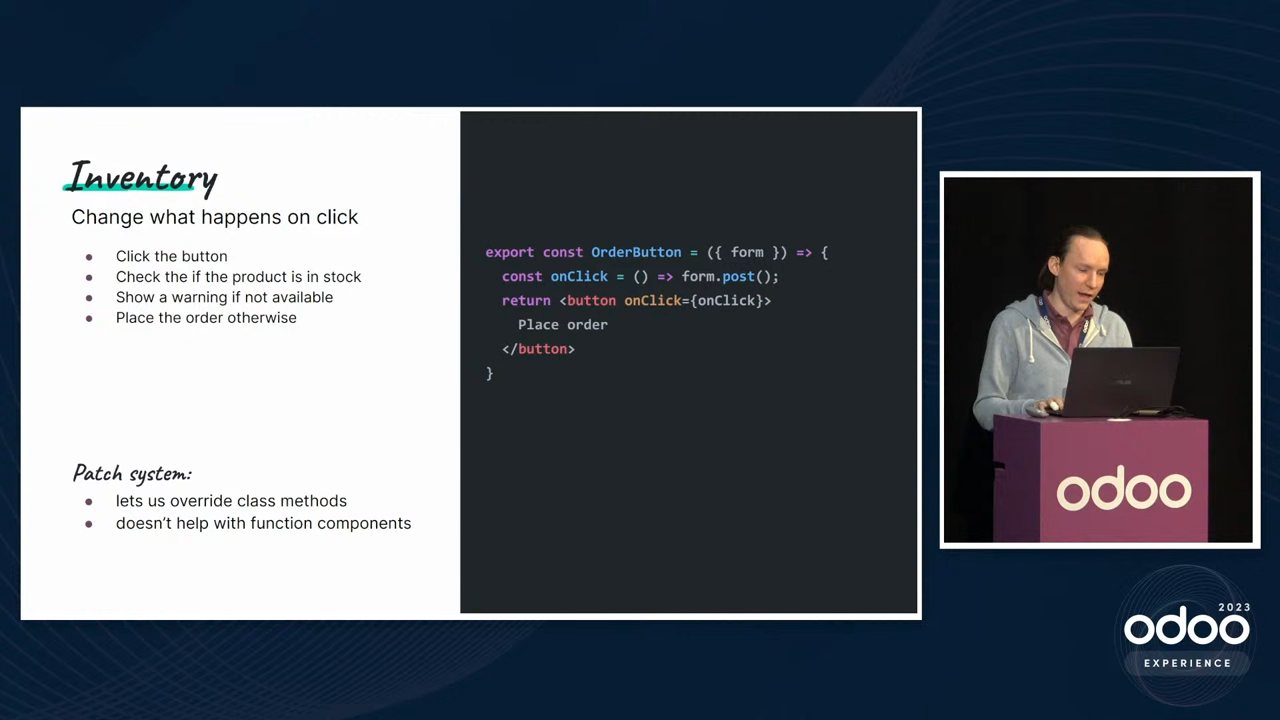 Inventory
Change what happens on click
● Click the button
● Check the if the product is in stock
● Show a warning if not available
● Place the order otherwise
Patch system:
● lets us override class methods
● doesn't help with function components
export const OrderButton = ({ form }) => {
  const onClick = () => form.post();
  return <button onClick={onClick}>
    Place order
  </button>
}
odoo
2023
odoo
EXPERIENCE